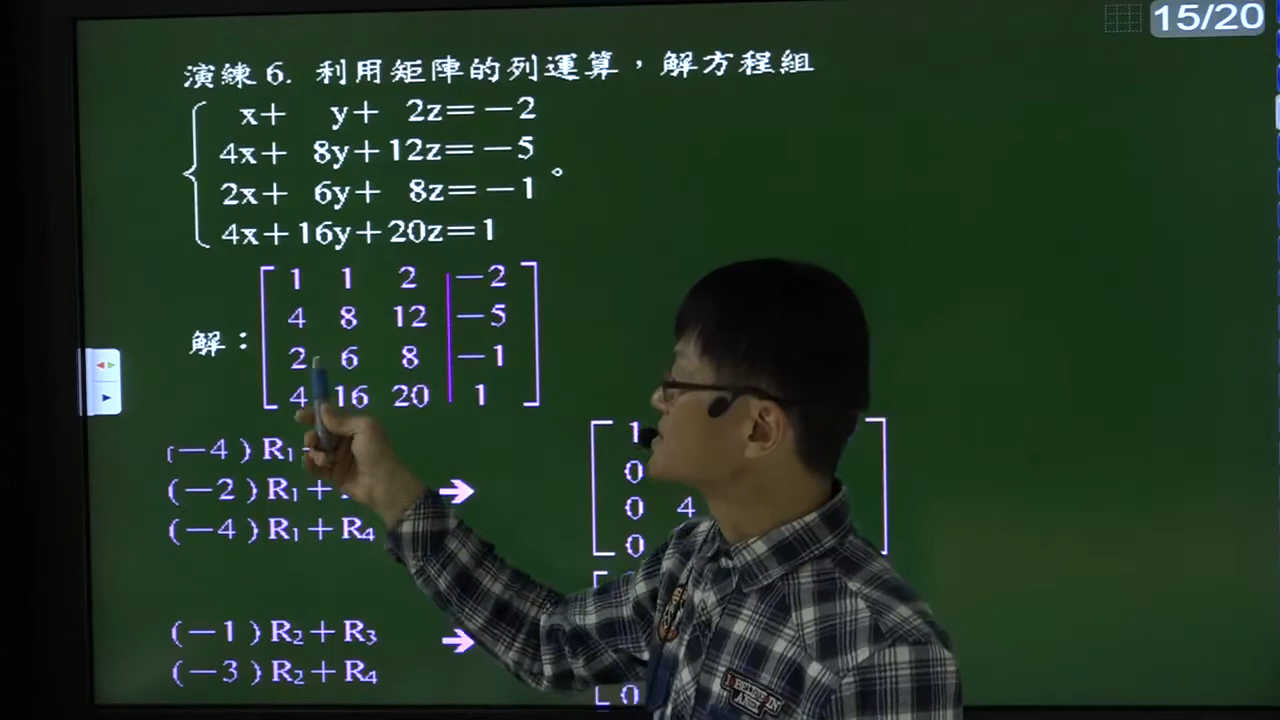 15/20
演練 6. 利用矩陣的列運算，解方程組
x+ y+ 2z=－2
4x+ 8y+12z=－5
2x+ 6y+ 8z=－1 。
4x+16y+20z=1
解：
1 1 2 －2
4 8 12 －5
2 6 8 －1
4 16 20 1
(－4)R₁
(－2)R₁+ →
(－4)R₁+R₄
1
0
0 4
0
(－1)R₂+R₃ →
(－3)R₂+R₄
0